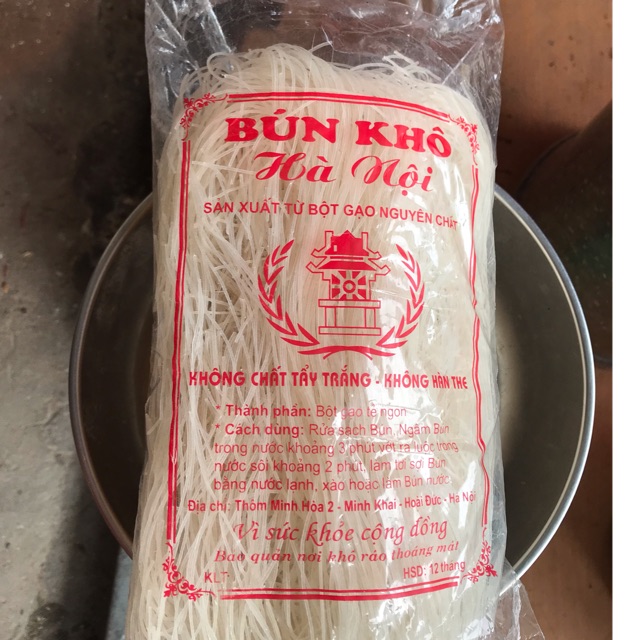 BÚN KHÔ
Hà Nội
SẢN XUẤT TỪ BỘT GẠO NGUYÊN CHẤT
KHÔNG CHẤT TẨY TRẮNG - KHÔNG HÀN THE
* Thành phần: Bột gạo tẻ ngon
* Cách dùng: Rửa sạch Bún, Ngâm Bún
trong nước khoảng 3 phút vớt ra luộc trong
nước sôi khoảng 2 phút, làm tơi sợi Bún
bằng nước lạnh, xào hoặc làm Bún nước.
Địa chỉ: Thôm Minh Hòa 2 - Minh Khai - Hoài Đức - Hà Nội
Vì sức khỏe cộng đồng
Bảo quản nơi khô ráo thoáng mát
KLT:
HSD: 12 tháng